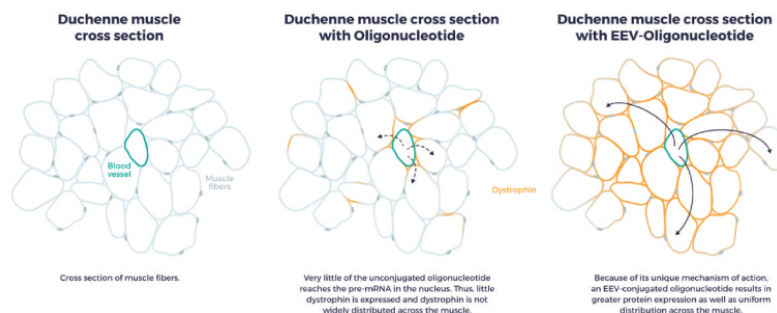 Duchenne muscle
cross section
Blood
vessel
Muscle
fibers
Cross section of muscle fibers.
Duchenne muscle cross section
with Oligonucleotide
Dystrophin
Very little of the unconjugated oligonucleotide
reaches the pre-mRNA in the nucleus. Thus, little
dystrophin is expressed and dystrophin is not
widely distributed across the muscle.
Duchenne muscle cross section
with EEV-Oligonucleotide
Because of its unique mechanism of action,
an EEV-conjugated oligonucleotide results in
greater protein expression as well as uniform
distribution across the muscle.